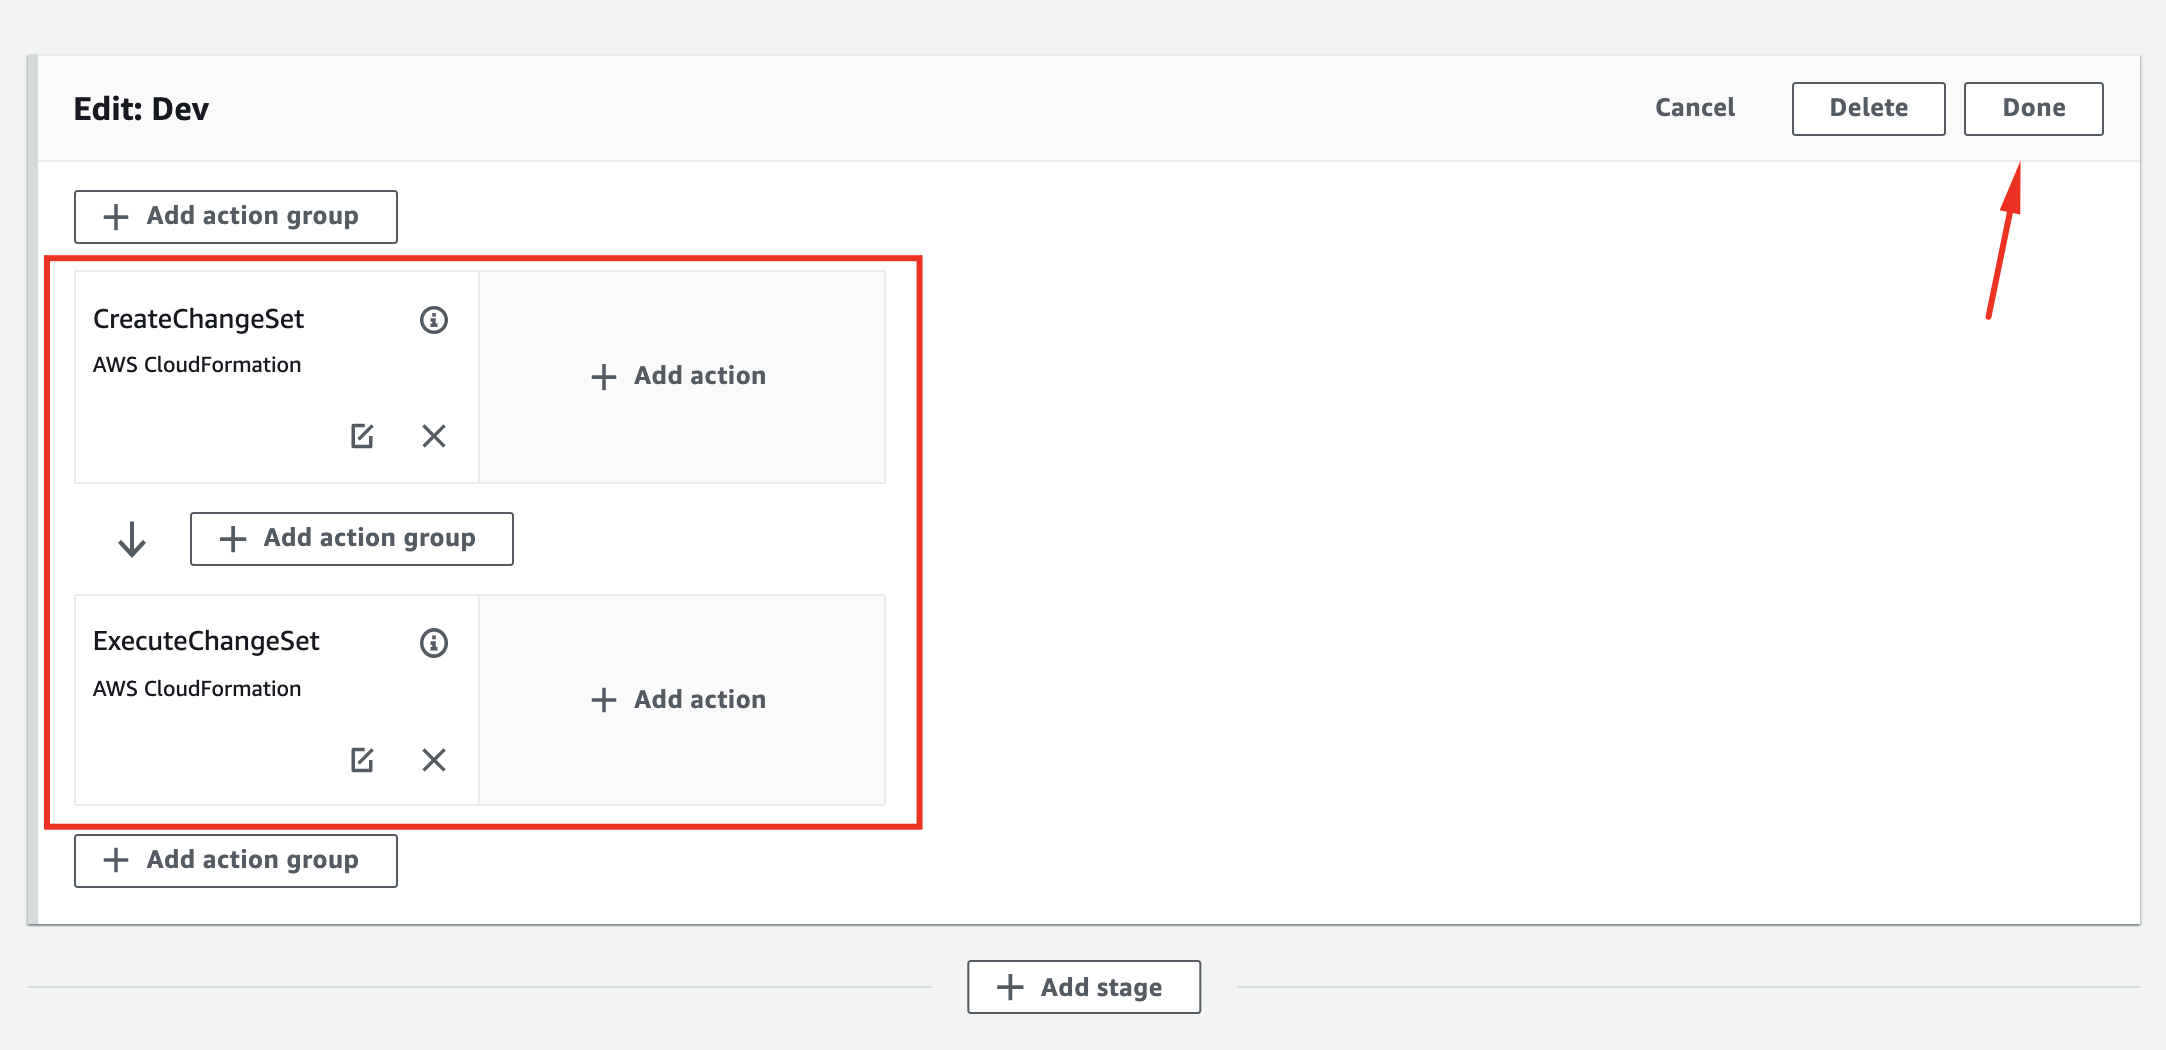 Edit: Dev
Cancel
Delete
Done
Add action group
CreateChangeSet
AWS CloudFormation
Add action
Add action group
ExecuteChangeSet
AWS CloudFormation
Add action
Add action group
Add stage